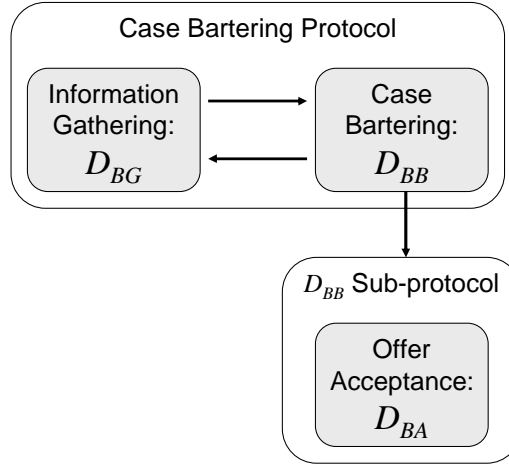 Case Bartering Protocol
Information
Gathering:
D_BG
Case
Bartering:
D_BB
D_BB Sub-protocol
Offer
Acceptance:
D_BA